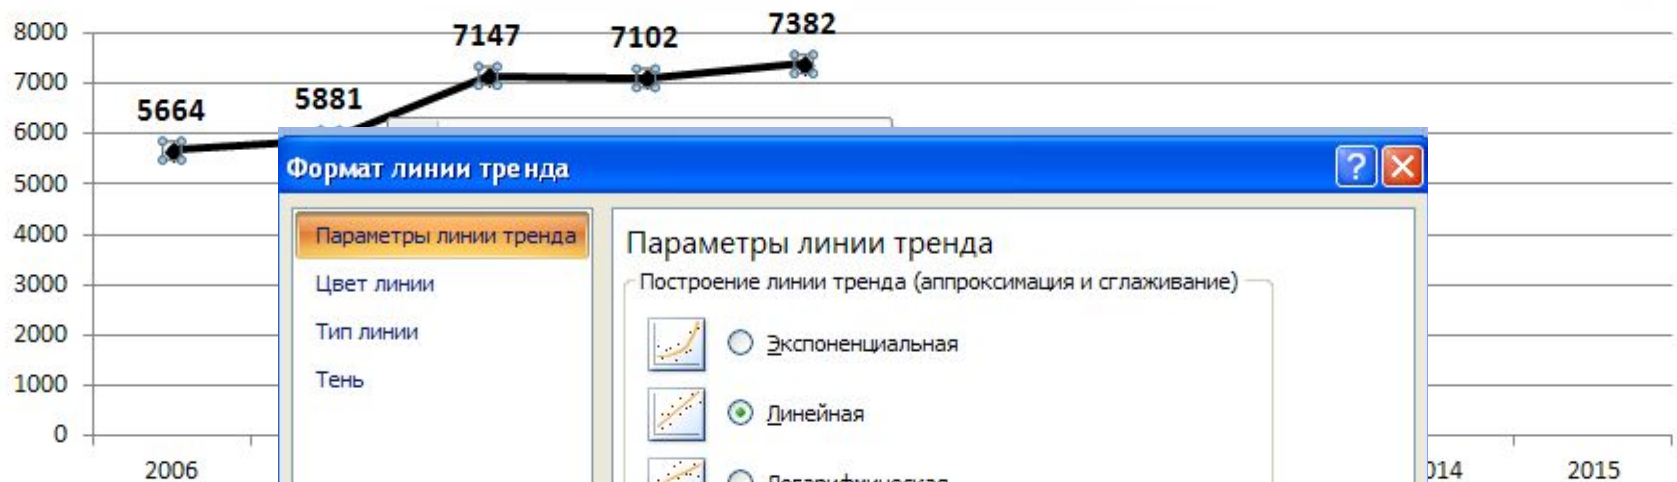 8000
7000
6000
5000
4000
3000
2000
1000
0
5664
5881
7147
7102
7382
Формат линии тренда
Параметры линии тренда
Цвет линии
Тип линии
Тень
Параметры линии тренда
Построение линии тренда (аппроксимация и сглаживание)
Экспоненциальная
Линейная
2006
2015